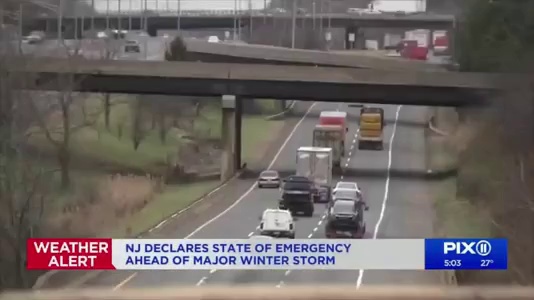 WEATHER
ALERT
NJ DECLARES STATE OF EMERGENCY
AHEAD OF MAJOR WINTER STORM
PIX11
5:03 27°